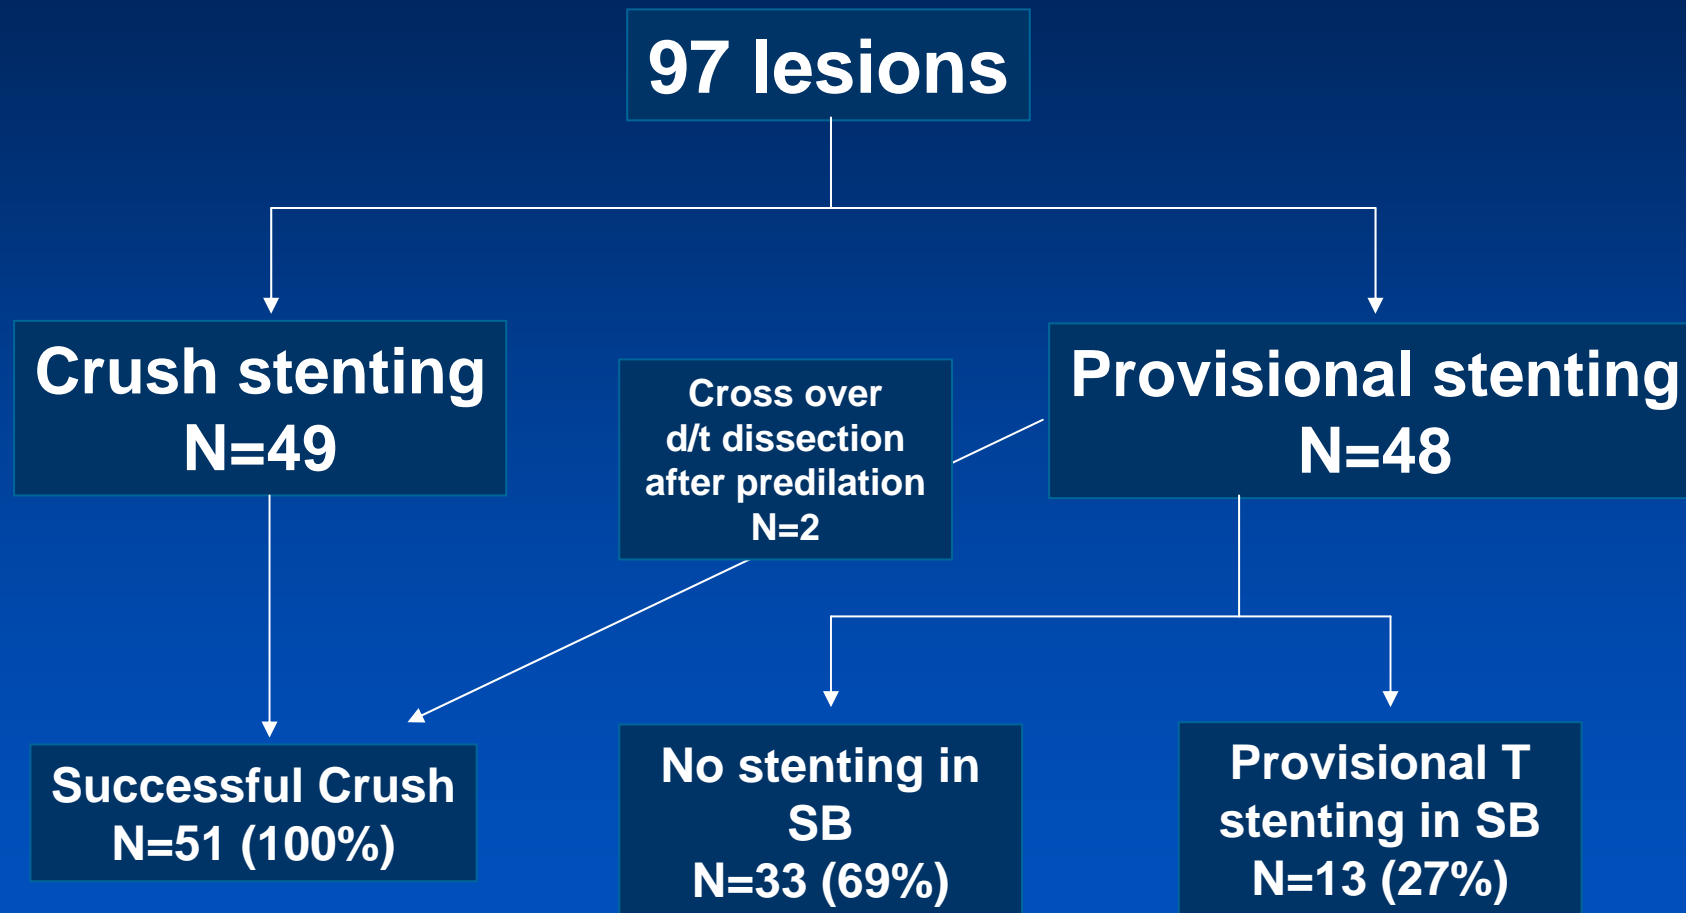 97 lesions
Crush stenting
N=49
Cross over
d/t dissection
after predilation
N=2
Provisional stenting
N=48
Successful Crush
N=51 (100%)
No stenting in
SB
N=33 (69%)
Provisional T
stenting in SB
N=13 (27%)